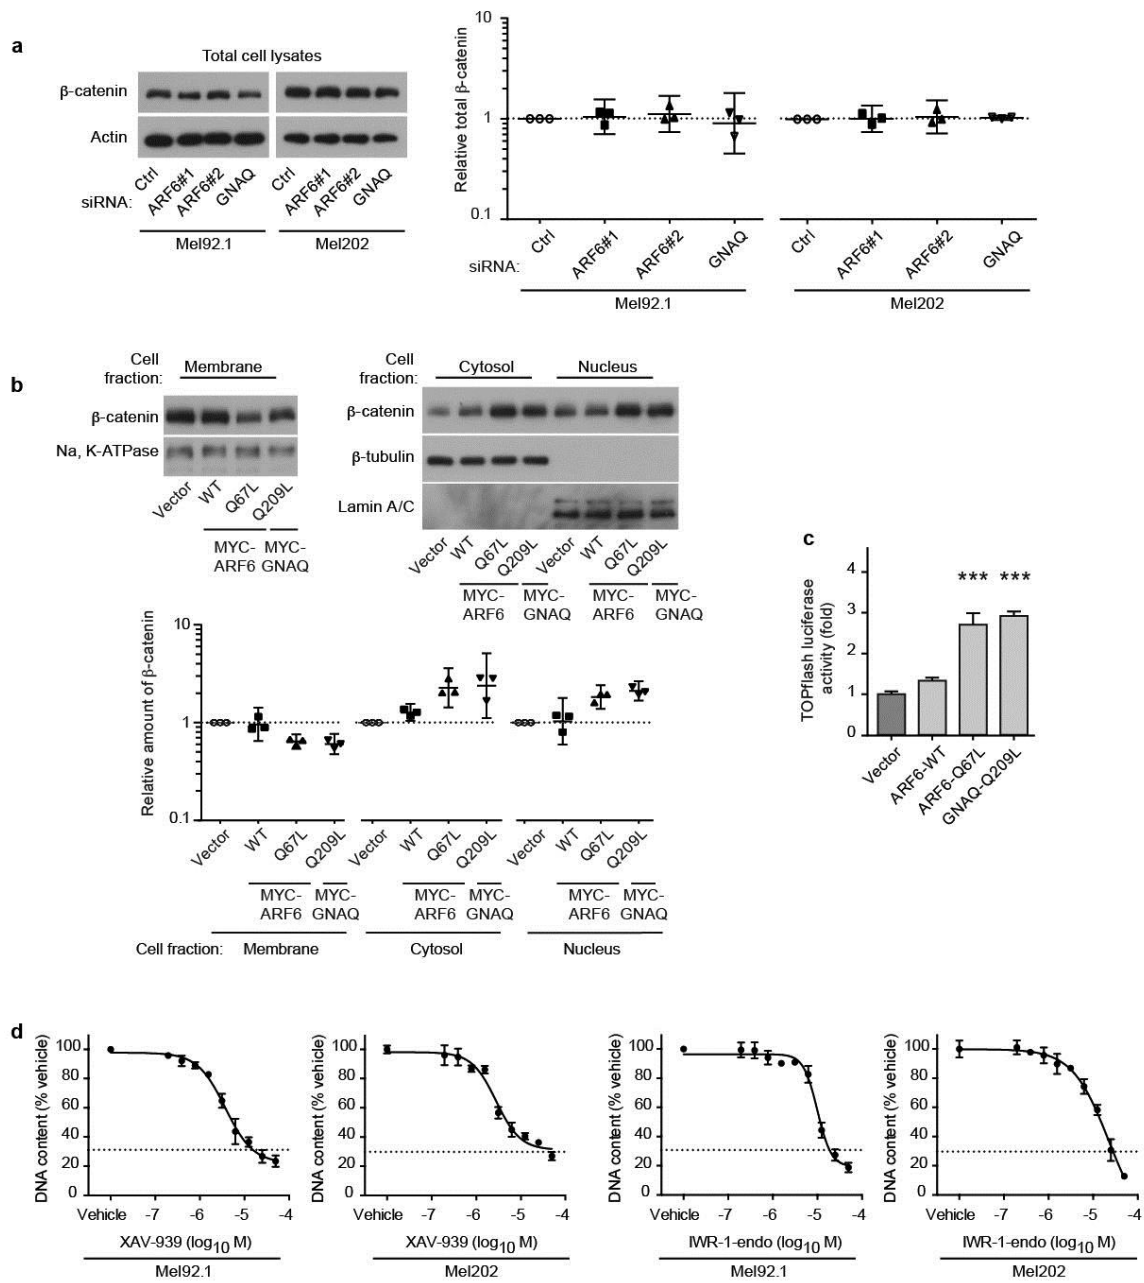 a
Total cell lysates
β-catenin
Actin
siRNA:
Ctrl
ARF6#1
ARF6#2
GNAQ
Ctrl
ARF6#1
ARF6#2
GNAQ
Mel92.1
Mel202
Relative total β-catenin
10
1
0.1
siRNA:
Ctrl
ARF6#1
ARF6#2
GNAQ
Ctrl
ARF6#1
ARF6#2
GNAQ
Mel92.1
Mel202
b
Cell
fraction:
Membrane
β-catenin
Na, K-ATPase
Vector
WT
Q67L
Q209L
MYC-
ARF6
MYC-
GNAQ
Cell
fraction:
Cytosol
Nucleus
β-catenin
β-tubulin
Lamin A/C
Vector
WT
Q67L
Q209L
Vector
WT
Q67L
Q209L
MYC-
ARF6
MYC-
GNAQ
MYC-
ARF6
MYC-
GNAQ
Relative amount of β-catenin
10
1
0.1
Vector
WT
Q67L
Q209L
Vector
WT
Q67L
Q209L
Vector
WT
Q67L
Q209L
MYC-
ARF6
MYC-
GNAQ
MYC-
ARF6
MYC-
GNAQ
MYC-
ARF6
MYC-
GNAQ
Cell fraction:
Membrane
Cytosol
Nucleus
c
TOPflash luciferase
activity (fold)
4
3
2
1
0
***
***
Vector
ARF6-WT
ARF6-Q67L
GNAQ-Q209L
d
DNA content (% vehicle)
100
80
60
40
20
0
Vehicle -7 -6 -5 -4
XAV-939 (log10 M)
Mel92.1
DNA content (% vehicle)
100
80
60
40
20
0
Vehicle -7 -6 -5 -4
XAV-939 (log10 M)
Mel202
DNA content (% vehicle)
100
80
60
40
20
0
Vehicle -7 -6 -5 -4
IWR-1-endo (log10 M)
Mel92.1
DNA content (% vehicle)
100
80
60
40
20
0
Vehicle -7 -6 -5 -4
IWR-1-endo (log10 M)
Mel202